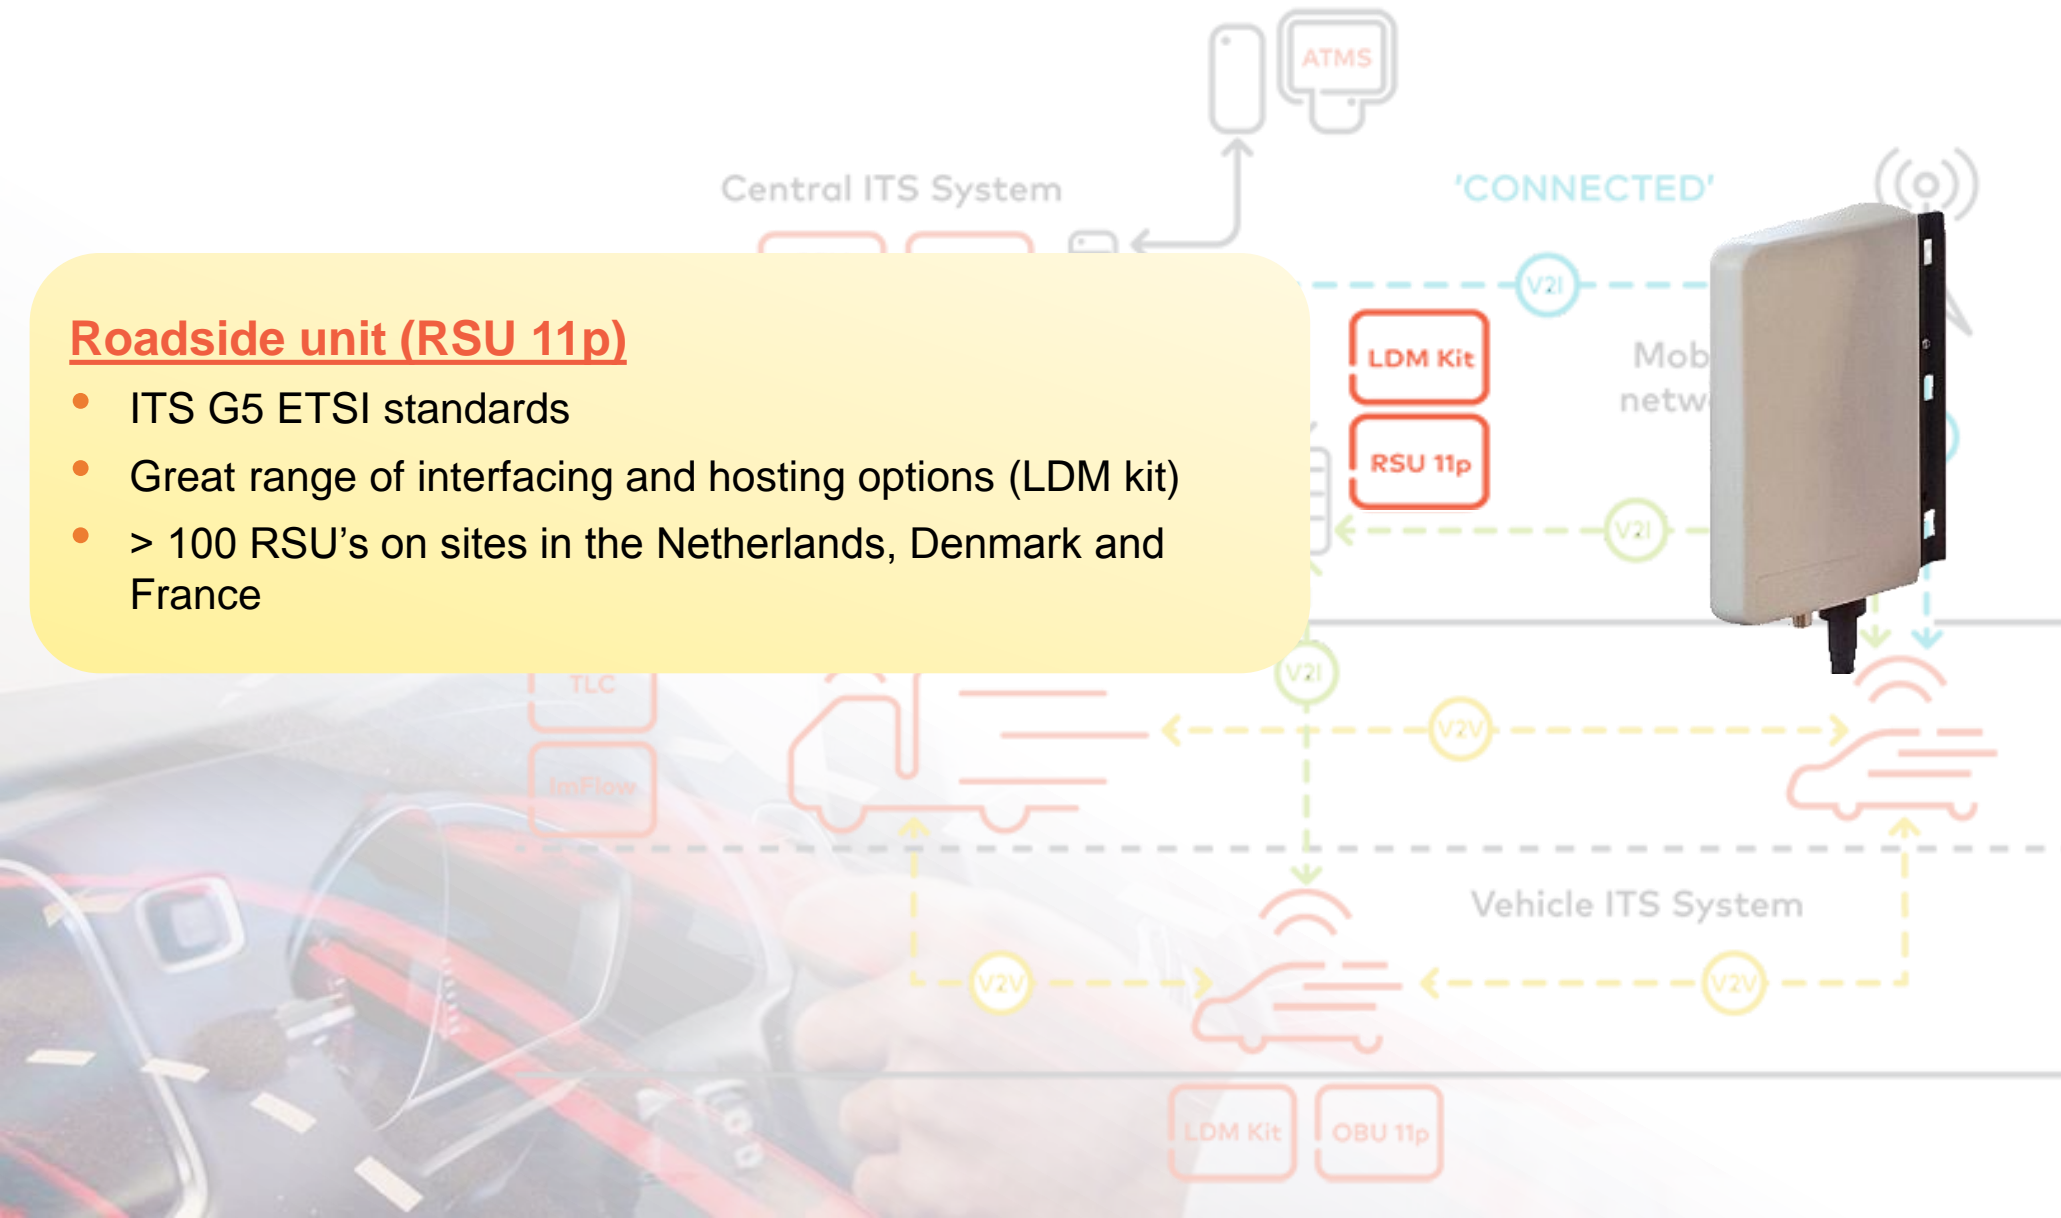 ATMS
Central ITS System
'CONNECTED'
V2I
Roadside unit (RSU 11p)
LDM Kit
• ITS G5 ETSI standards
RSU 11p
• Great range of interfacing and hosting options (LDM kit)
V2I
• > 100 RSU’s on sites in the Netherlands, Denmark and
France
TLC
V2I
V2V
ImFlow
Vehicle ITS System
V2V
V2V
LDM Kit
OBU 11p